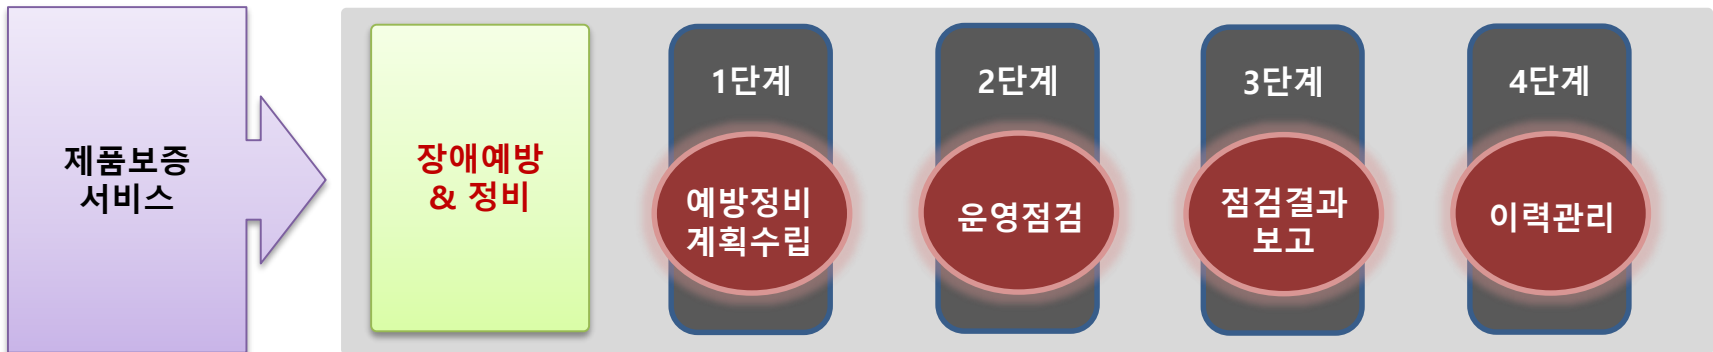 제품보증
서비스
장애예방
& 정비
1단계
예방정비
계획수립
2단계
운영점검
3단계
점검결과
보고
4단계
이력관리